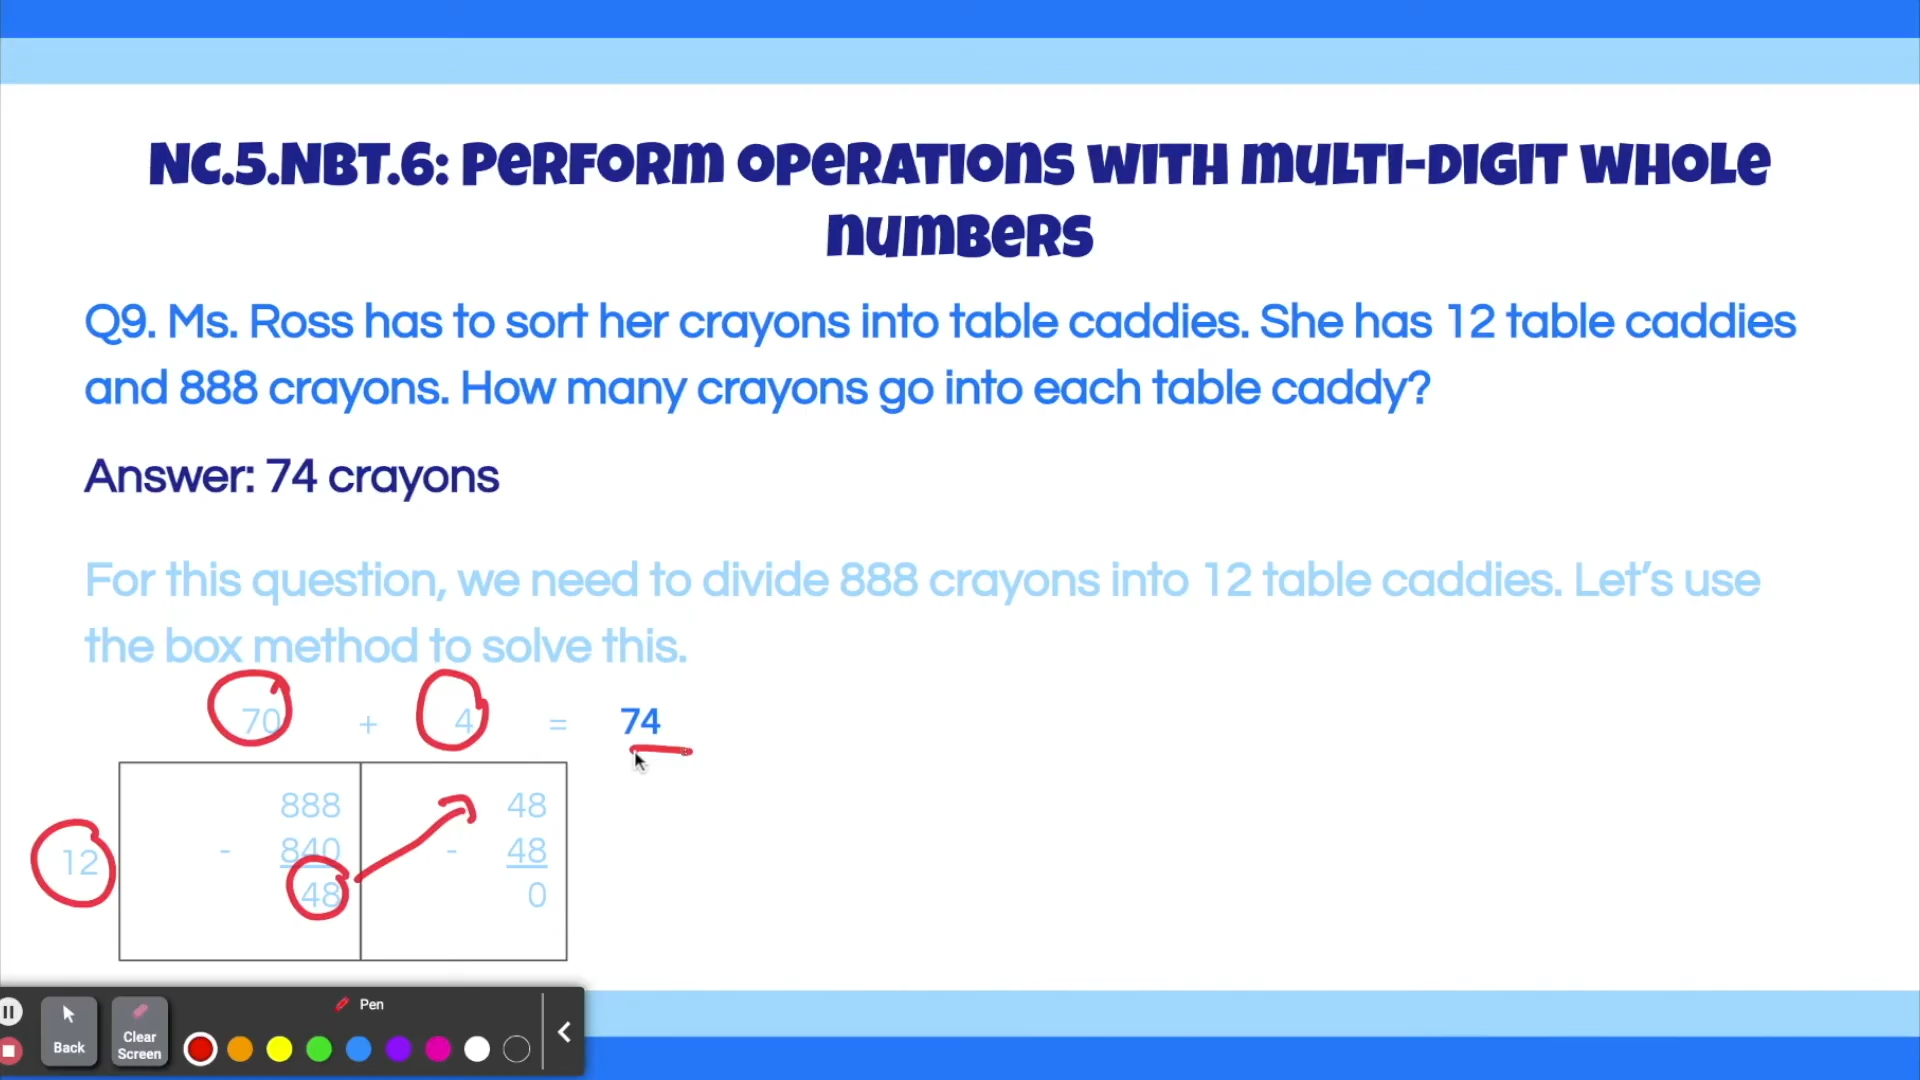 NC.5.NBT.6: Perform operations with multi-digit whole
numbers
Q9. Ms. Ross has to sort her crayons into table caddies. She has 12 table caddies
and 888 crayons. How many crayons go into each table caddy?
Answer: 74 crayons
For this question, we need to divide 888 crayons into 12 table caddies. Let's use
the box method to solve this.
70 + 4 = 74
888 48
- 840 - 48
12
48 0
Pen
Back
Clear
Screen